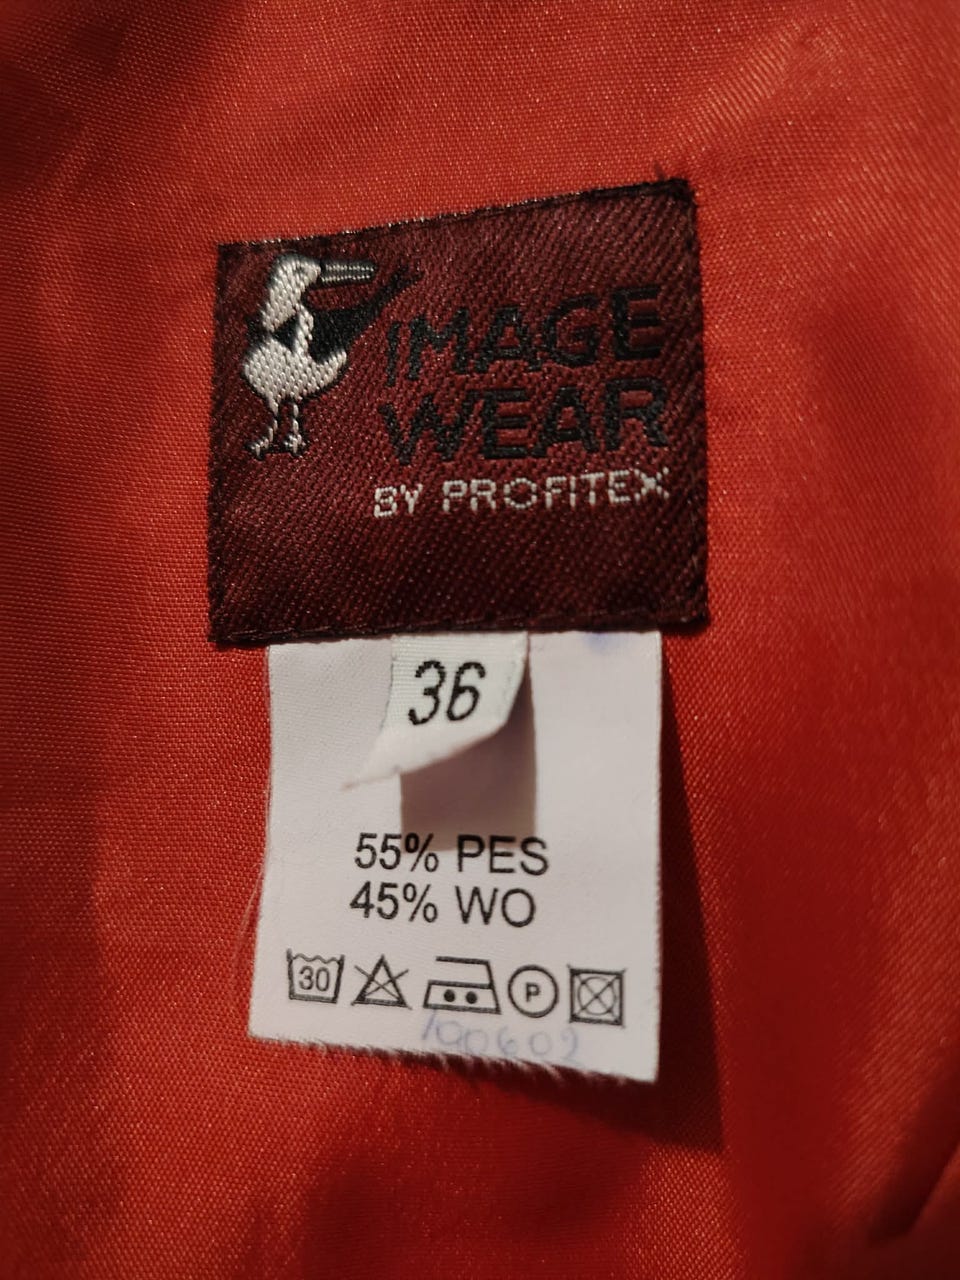 IMAGE
WEAR
BY PROFITEX
36
55% PES
45% WO
30 P